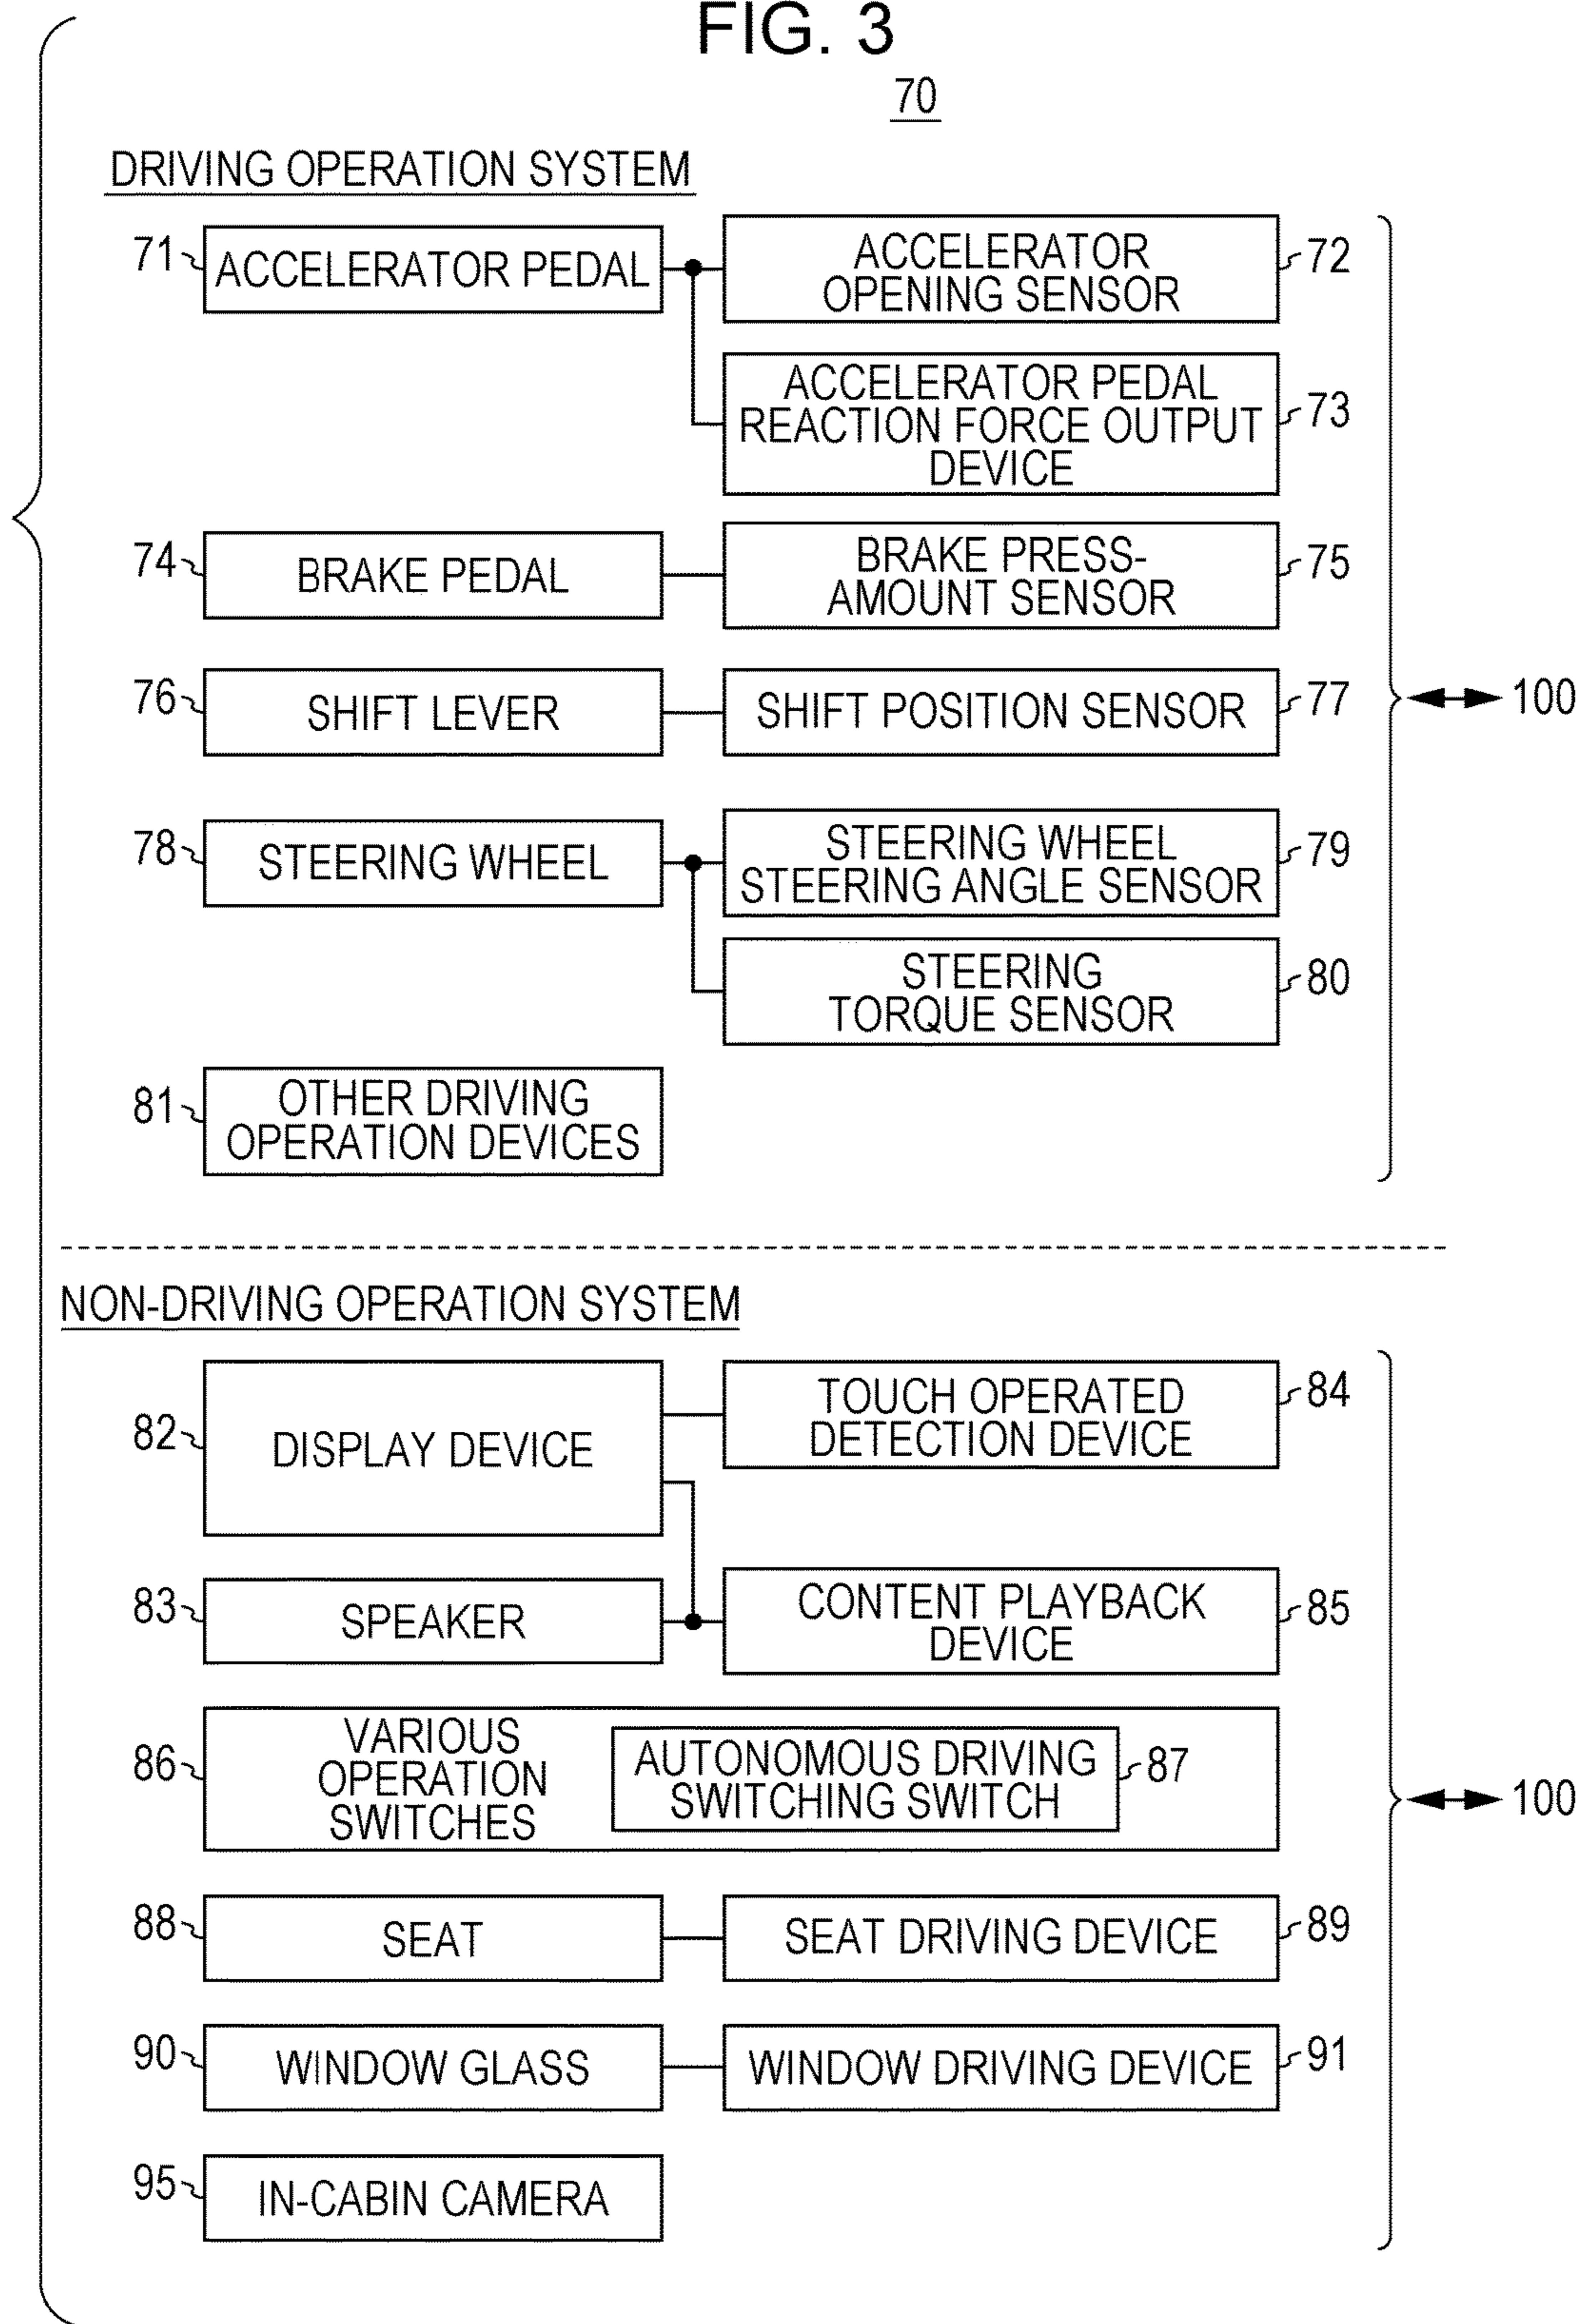 FIG. 3
70
DRIVING OPERATION SYSTEM
71
ACCELERATOR PEDAL
ACCELERATOR
OPENING SENSOR
72
ACCELERATOR PEDAL
REACTION FORCE OUTPUT
DEVICE
73
74
BRAKE PEDAL
BRAKE PRESS-
AMOUNT SENSOR
75
76
SHIFT LEVER
SHIFT POSITION SENSOR
77
100
78
STEERING WHEEL
STEERING WHEEL
STEERING ANGLE SENSOR
79
STEERING
TORQUE SENSOR
80
81
OTHER DRIVING
OPERATION DEVICES
NON-DRIVING OPERATION SYSTEM
82
DISPLAY DEVICE
TOUCH OPERATED
DETECTION DEVICE
84
83
SPEAKER
CONTENT PLAYBACK
DEVICE
85
86
VARIOUS
OPERATION
SWITCHES
AUTONOMOUS DRIVING
SWITCHING SWITCH
87
100
88
SEAT
SEAT DRIVING DEVICE
89
90
WINDOW GLASS
WINDOW DRIVING DEVICE
91
95
IN-CABIN CAMERA